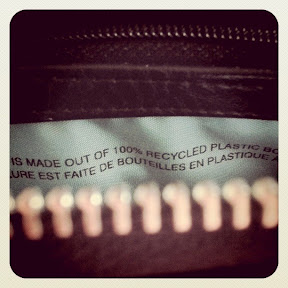 IS MADE OUT OF 100% RECYCLED PLASTIC BO
URE EST FAITE DE BOUTEILLES EN PLASTIQUE A